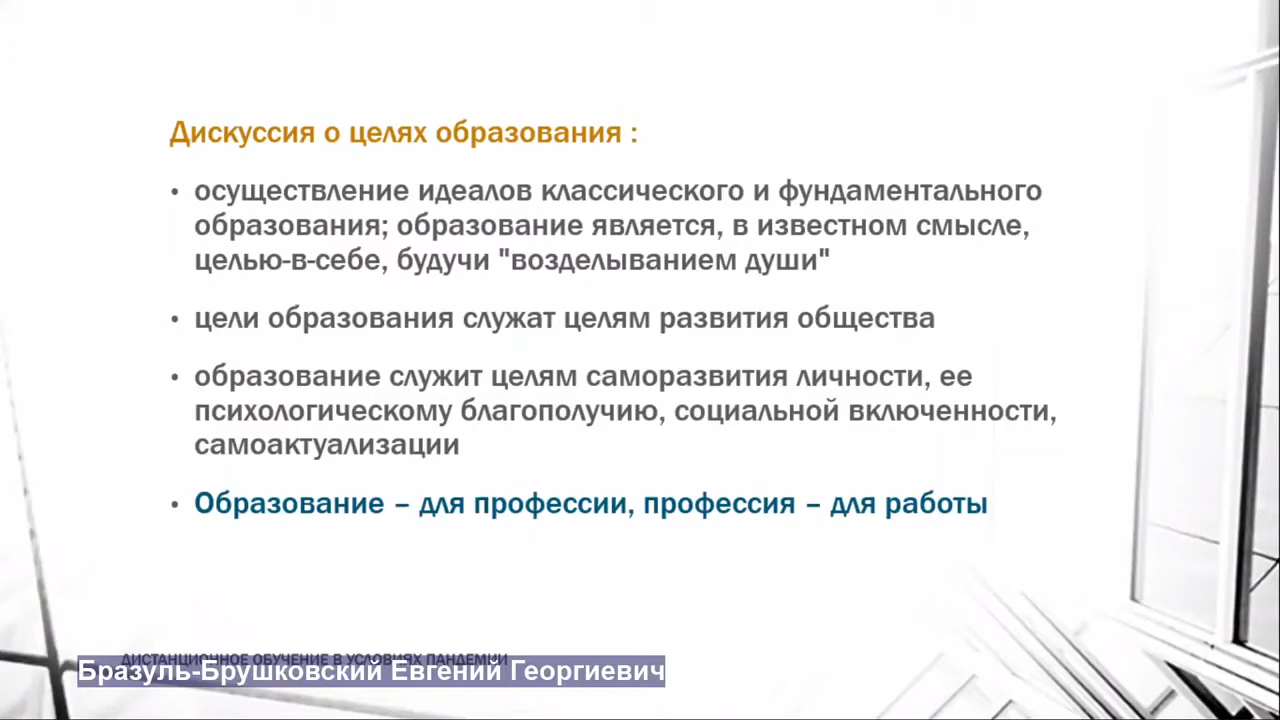 Дискуссия о целях образования :
• осуществление идеалов классического и фундаментального
образования; образование является, в известном смысле,
целью-в-себе, будучи "возделыванием души"
• цели образования служат целям развития общества
• образование служит целям саморазвития личности, ее
психологическому благополучию, социальной включенности,
самоактуализации
• Образование – для профессии, профессия – для работы
ДИСТАНЦИОННОЕ ОБУЧЕНИЕ В УСЛОВИЯХ ПАНДЕМИИ
Бразуль-Брушковский Евгений Георгиевич